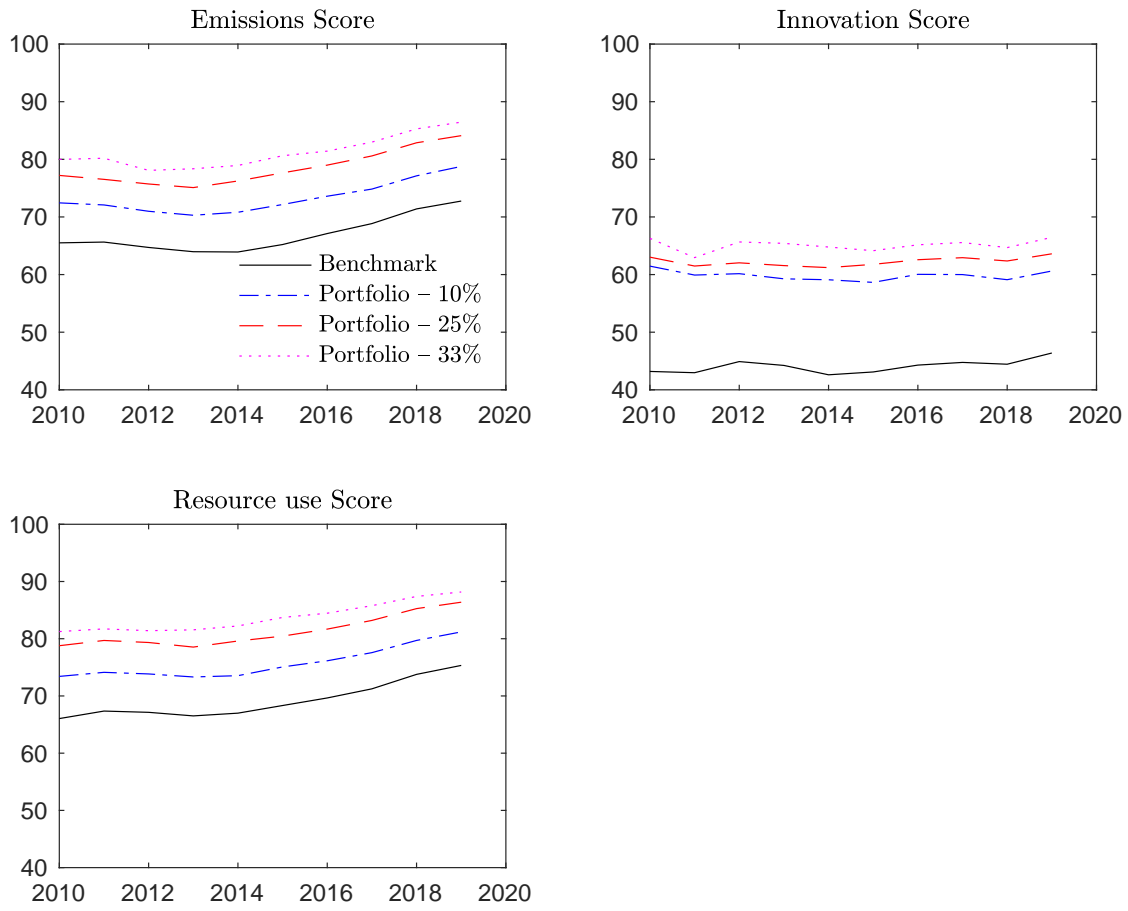 Emissions Score
100
90
80
70
60
50
40
Benchmark
Portfolio – 10%
Portfolio – 25%
Portfolio – 33%
2010 2012 2014 2016 2018 2020
Innovation Score
100
90
80
70
60
50
40
2010 2012 2014 2016 2018 2020
Resource use Score
100
90
80
70
60
50
40
2010 2012 2014 2016 2018 2020